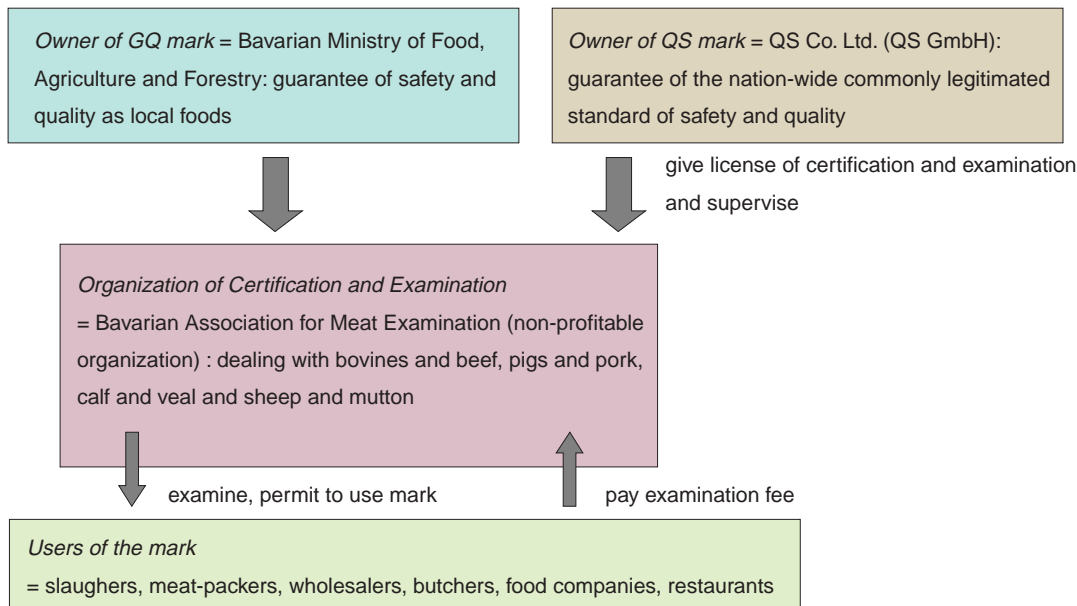 Owner of GQ mark = Bavarian Ministry of Food,
Agriculture and Forestry: guarantee of safety and
quality as local foods
Owner of QS mark = QS Co. Ltd. (QS GmbH):
guarantee of the nation-wide commonly legitimated
standard of safety and quality
give license of certification and examination
and supervise
Organization of Certification and Examination
= Bavarian Association for Meat Examination (non-profitable
organization) : dealing with bovines and beef, pigs and pork,
calf and veal and sheep and mutton
examine, permit to use mark
pay examination fee
Users of the mark
= slaughers, meat-packers, wholesalers, butchers, food companies, restaurants